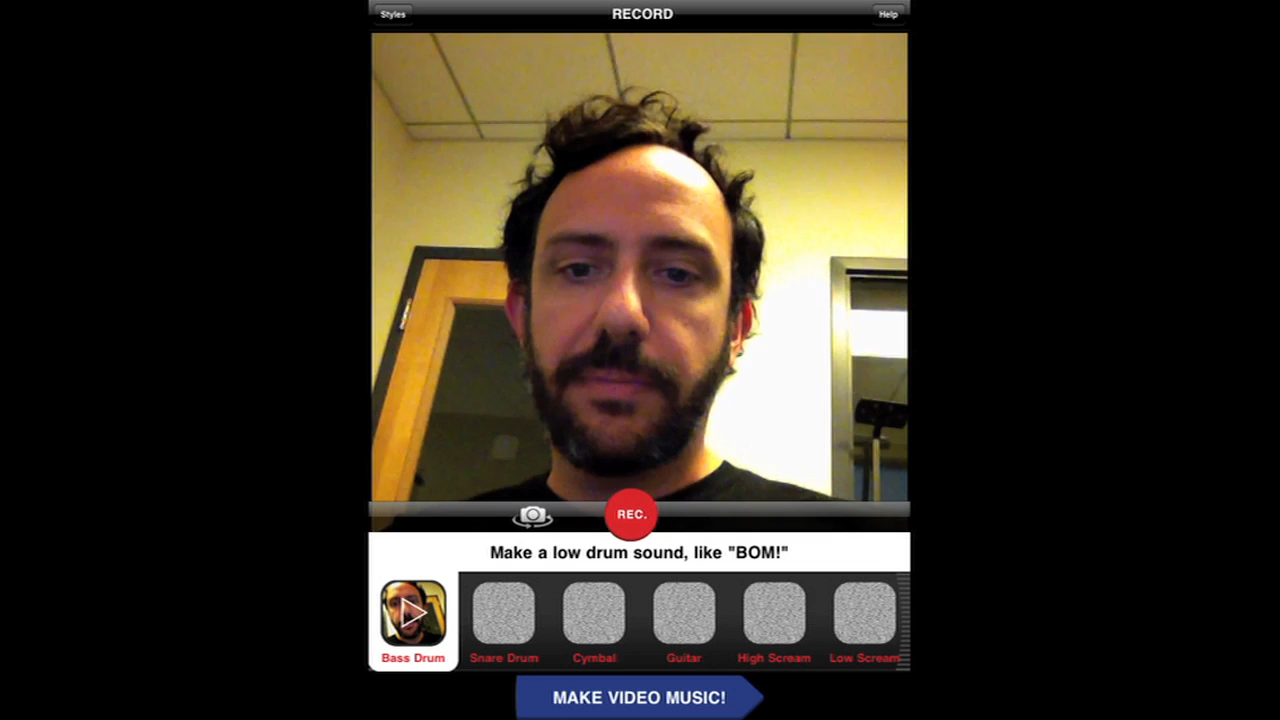 Styles
RECORD
Help
REC.
Make a low drum sound, like "BOM!"
Bass Drum
Snare Drum
Cymbal
Guitar
High Scream
Low Scream
MAKE VIDEO MUSIC!